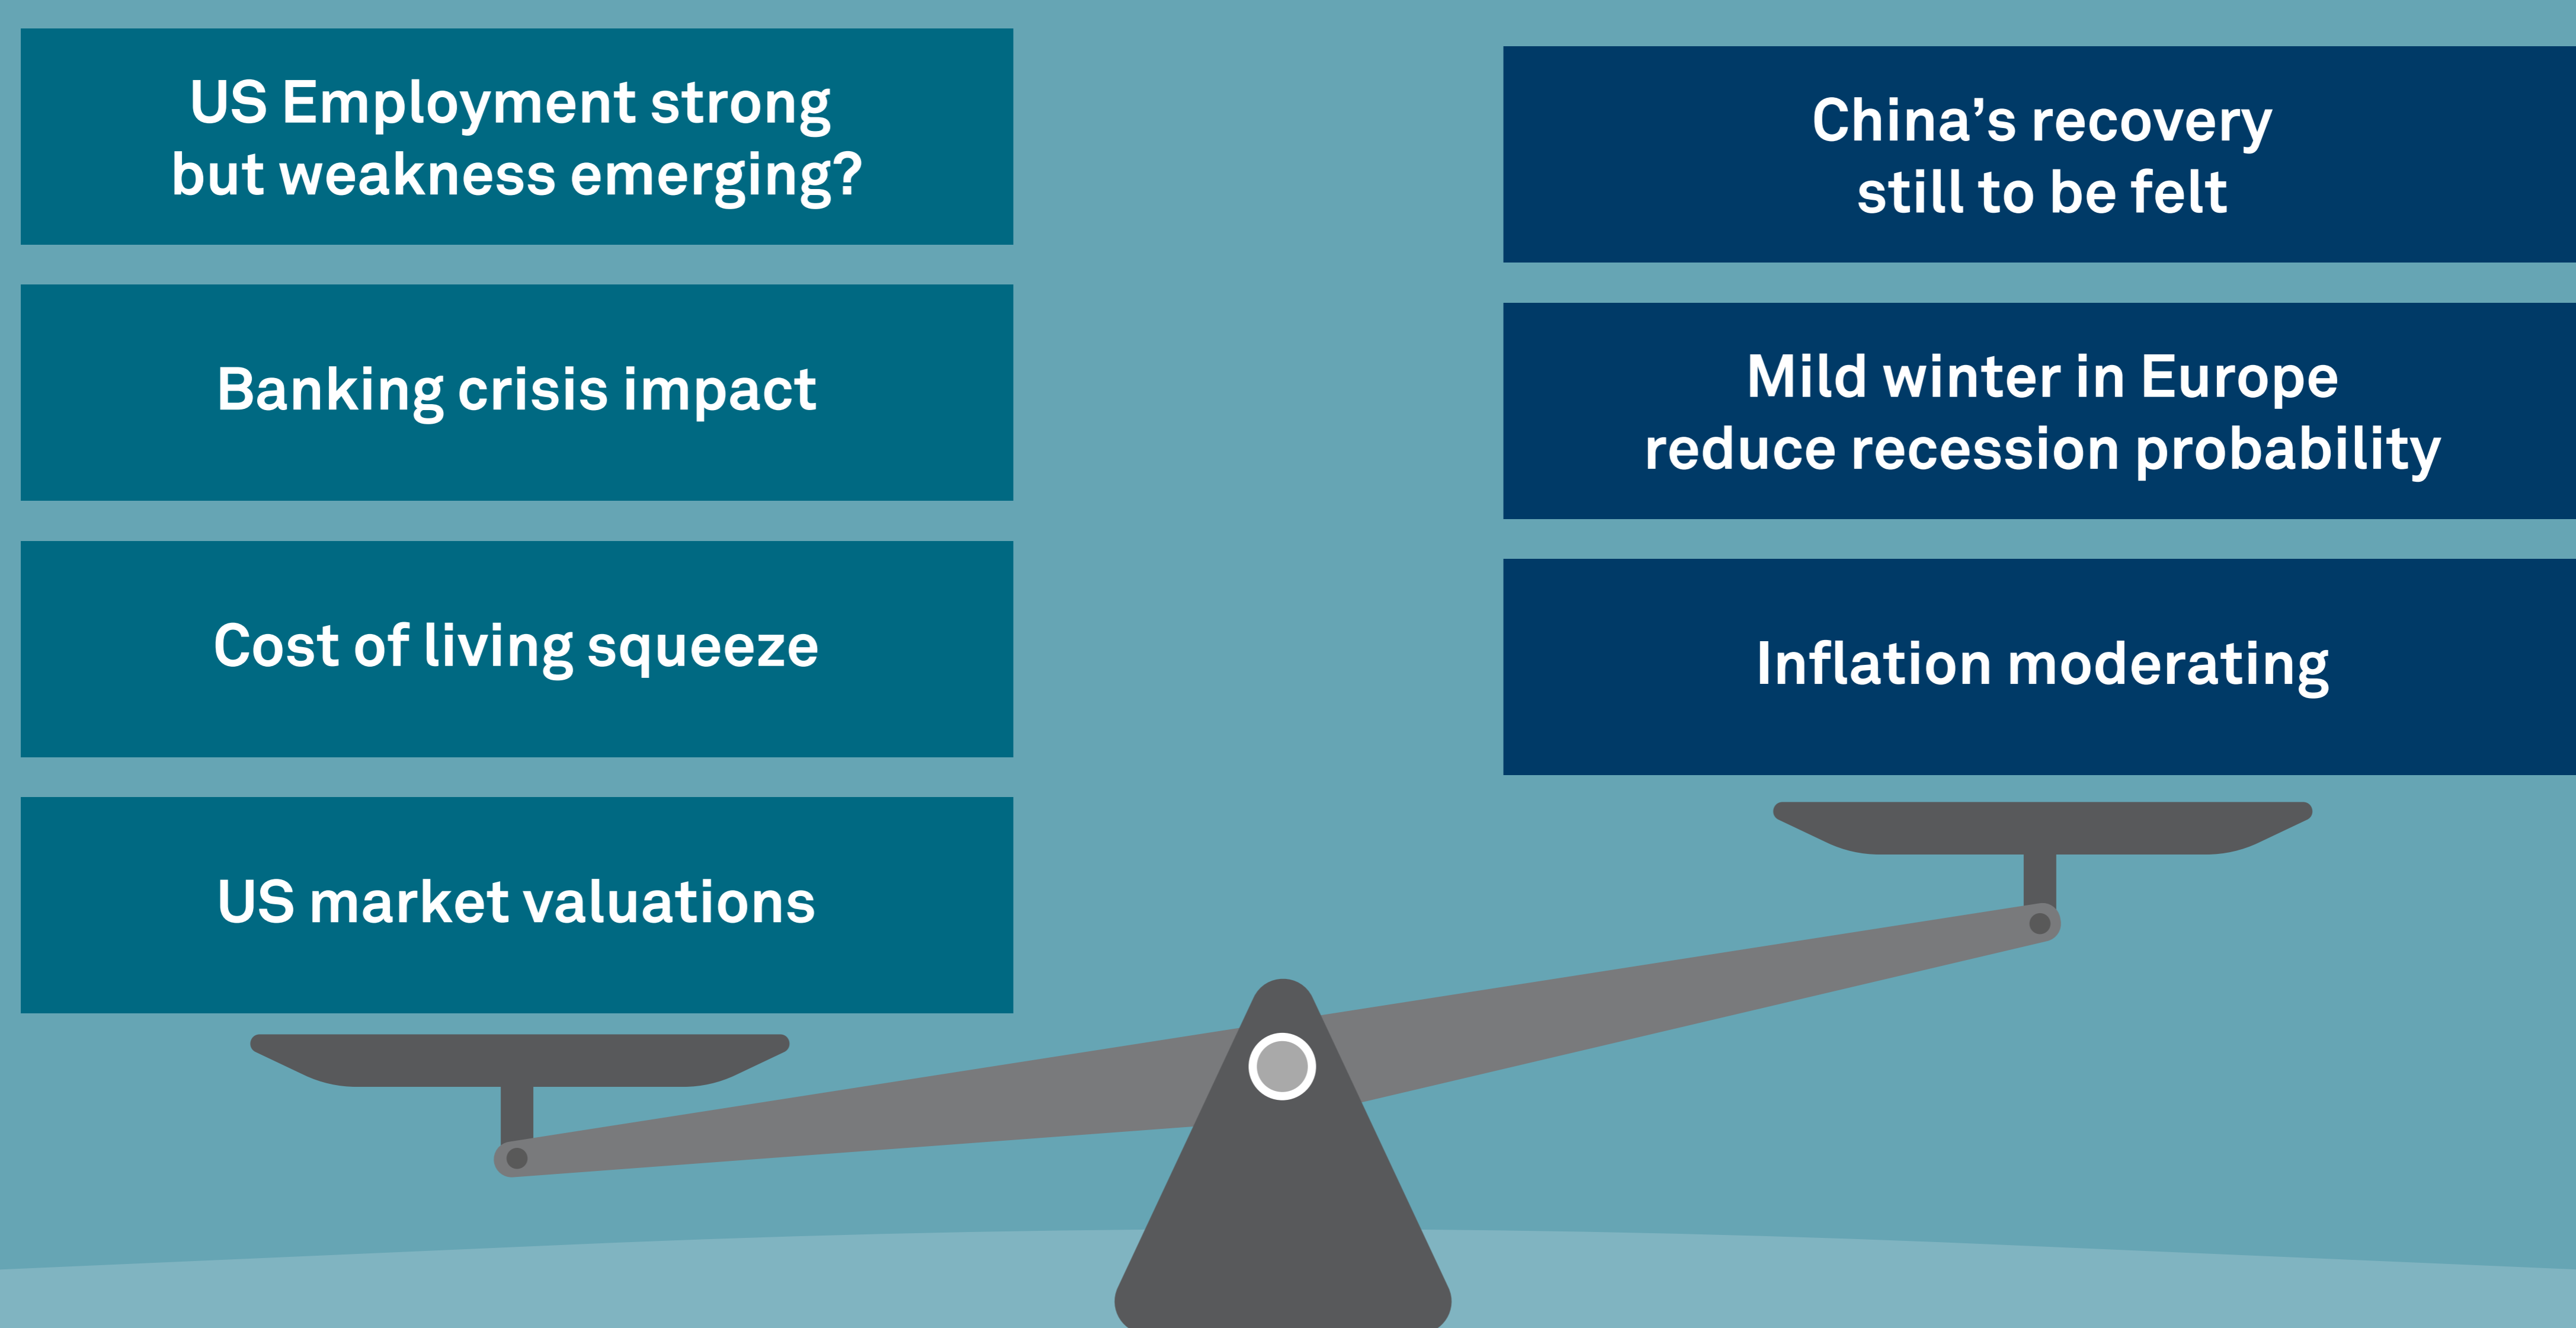 US Employment strong
but weakness emerging?
Banking crisis impact
Cost of living squeeze
US market valuations
China’s recovery
still to be felt
Mild winter in Europe
reduce recession probability
Inflation moderating